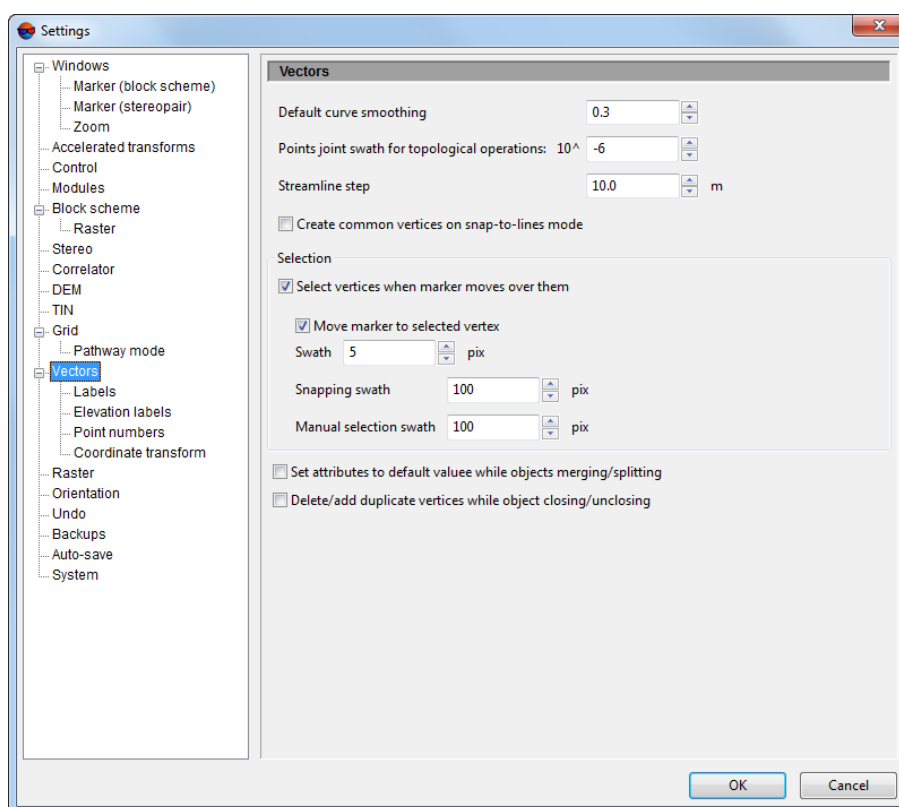 Settings
Windows
Marker (block scheme)
Marker (stereopair)
Zoom
Accelerated transforms
Control
Modules
Block scheme
Raster
Stereo
Correlator
DEM
TIN
Grid
Pathway mode
Vectors
Labels
Elevation labels
Point numbers
Coordinate transform
Raster
Orientation
Undo
Backups
Auto-save
System
Vectors
Default curve smoothing 0.3
Points joint swath for topological operations: 10^ -6
Streamline step 10.0 m
Create common vertices on snap-to-lines mode
Selection
Select vertices when marker moves over them
Move marker to selected vertex
Swath 5 pix
Snapping swath 100 pix
Manual selection swath 100 pix
Set attributes to default valuee while objects merging/splitting
Delete/add duplicate vertices while object closing/unclosing
OK Cancel